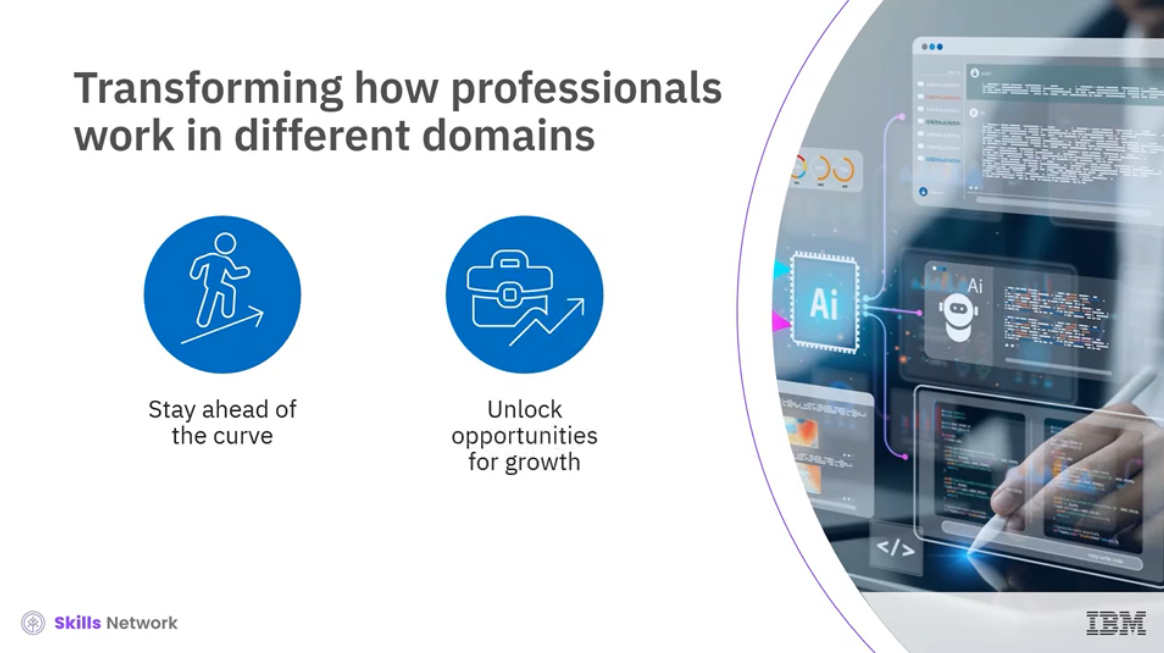 Transforming how professionals
work in different domains
Stay ahead of
the curve
Unlock
opportunities
for growth
Ai
Ai
</>
Skills Network
IBM